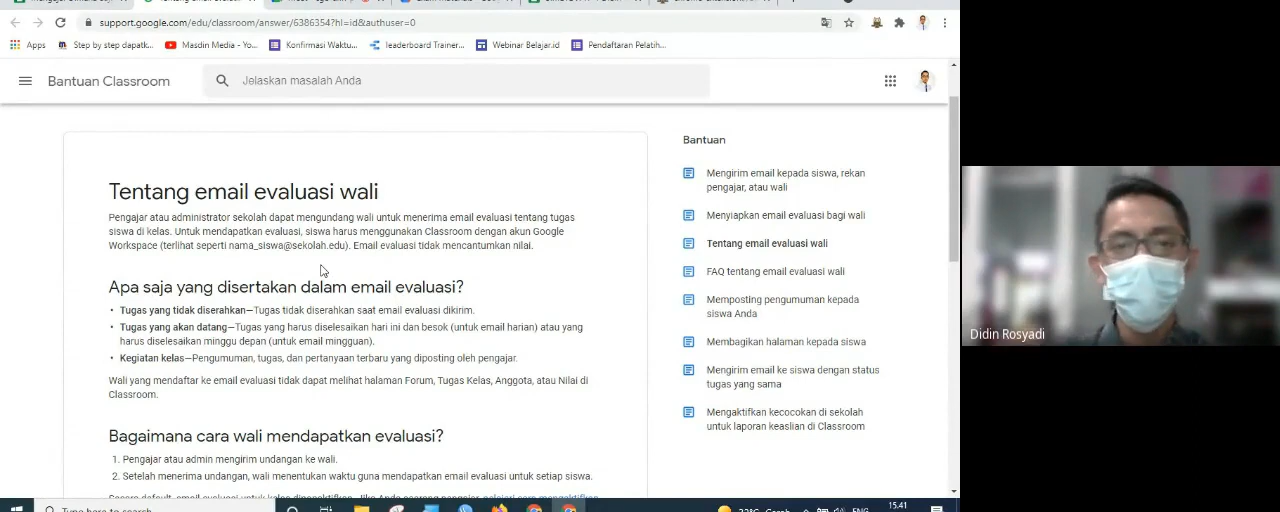 support.google.com/edu/classroom/answer/6386354?hl=id&authuser=0
Apps
Step by step dapatk...
Masdin Media - Yo...
Konfirmasi Waktu...
leaderboard Trainer...
Webinar Belajar.id
Pendaftaran Pelatih...
Bantuan Classroom
Jelaskan masalah Anda
Tentang email evaluasi wali
Pengajar atau administrator sekolah dapat mengundang wali untuk menerima email evaluasi tentang tugas
siswa di kelas. Untuk mendapatkan evaluasi, siswa harus menggunakan Classroom dengan akun Google
Workspace (terlihat seperti nama_siswa@sekolah.edu). Email evaluasi tidak mencantumkan nilai.
Apa saja yang disertakan dalam email evaluasi?
• Tugas yang tidak diserahkan—Tugas tidak diserahkan saat email evaluasi dikirim.
• Tugas yang akan datang—Tugas yang harus diselesaikan hari ini dan besok (untuk email harian) atau yang
harus diselesaikan minggu depan (untuk email mingguan).
• Kegiatan kelas—Pengumuman, tugas, dan pertanyaan terbaru yang diposting oleh pengajar.
Wali yang mendaftar ke email evaluasi tidak dapat melihat halaman Forum, Tugas Kelas, Anggota, atau Nilai di
Classroom.
Bagaimana cara wali mendapatkan evaluasi?
1. Pengajar atau admin mengirim undangan ke wali.
2. Setelah menerima undangan, wali menentukan waktu guna mendapatkan email evaluasi untuk setiap siswa.
Bantuan
Mengirim email kepada siswa, rekan
pengajar, atau wali
Menyiapkan email evaluasi bagi wali
Tentang email evaluasi wali
FAQ tentang email evaluasi wali
Memposting pengumuman kepada
siswa Anda
Membagikan halaman kepada siswa
Mengirim email ke siswa dengan status
tugas yang sama
Mengaktifkan kecocokan di sekolah
untuk laporan keaslian di Classroom
Didin Rosyadi
Type here to search
ENG
15.41